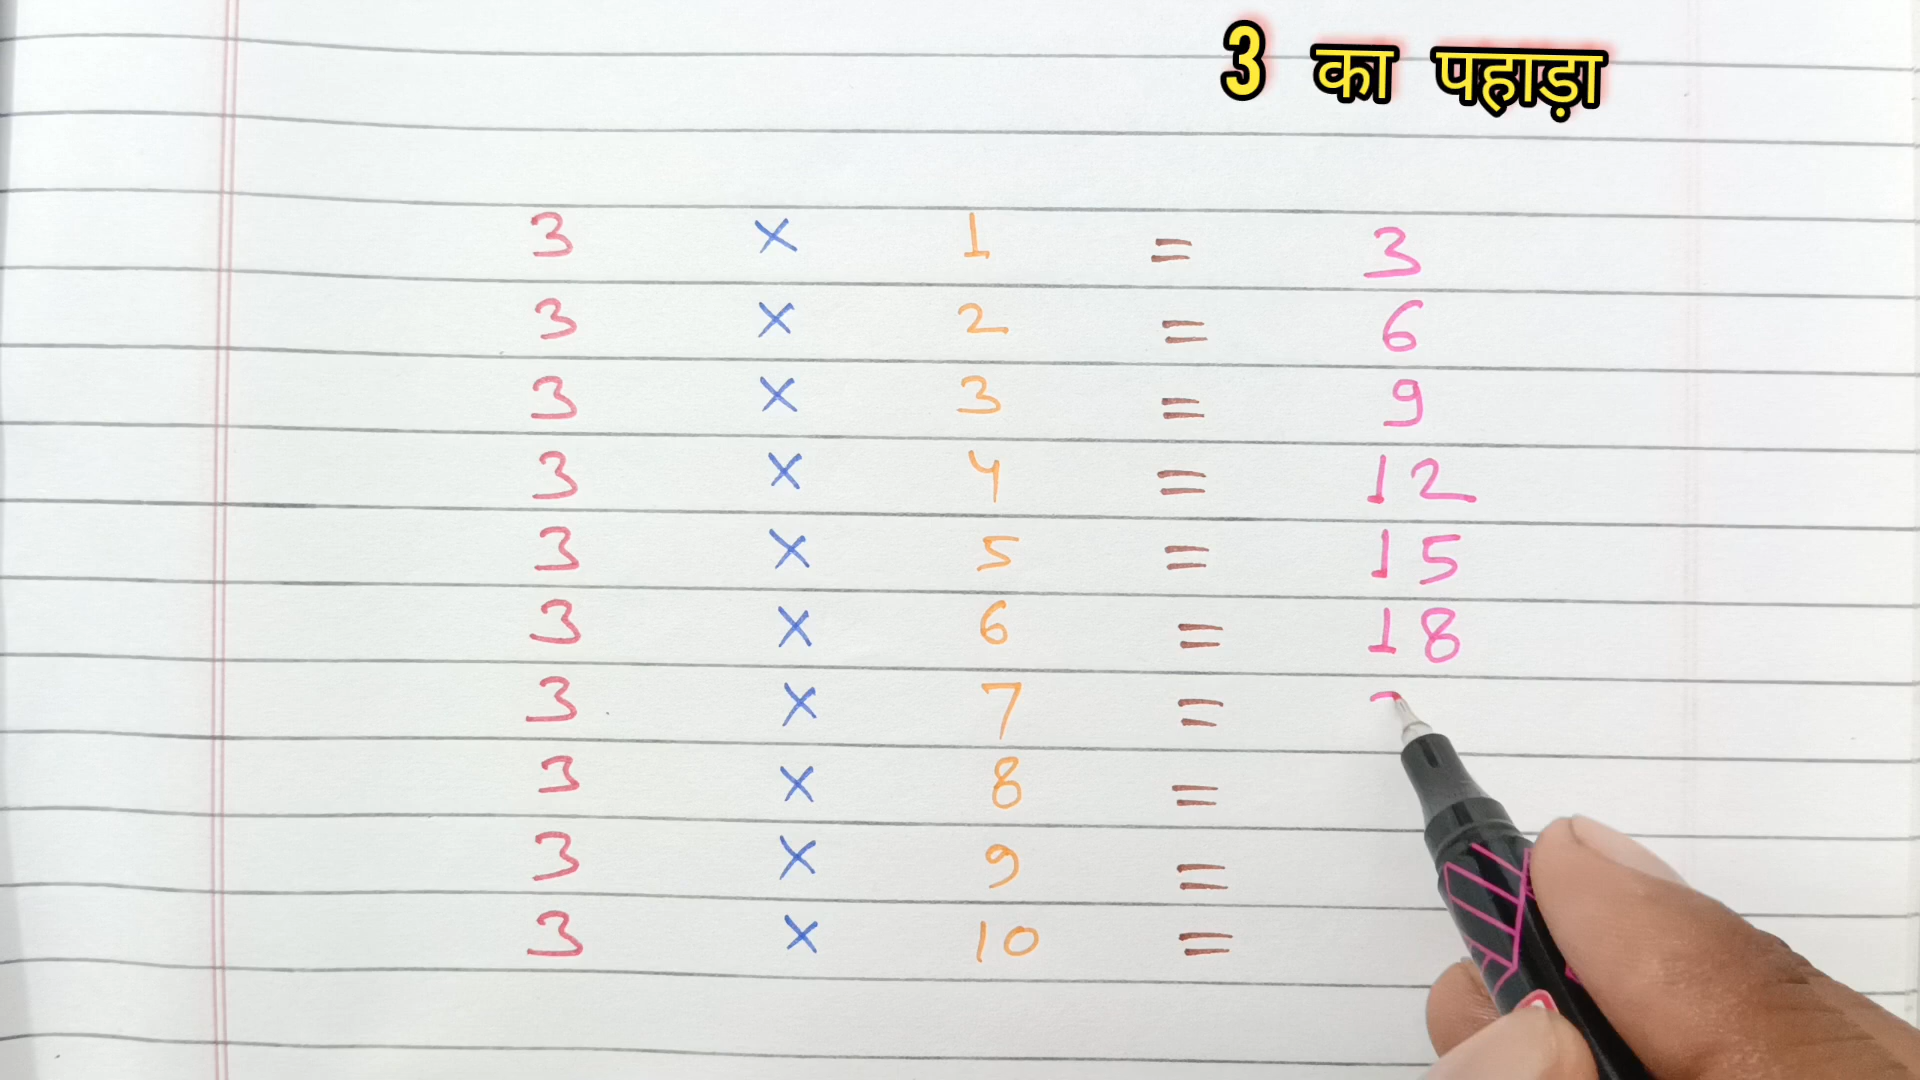 3 का पहाड़ा
3 × 1 = 3
3 × 2 = 6
3 × 3 = 9
3 × 4 = 12
3 × 5 = 15
3 × 6 = 18
3 × 7 =
3 × 8 =
3 × 9 =
3 × 10 =